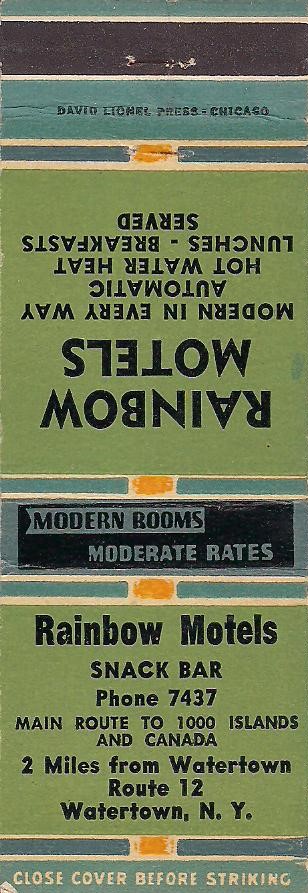 DAVID LIONEL PRESS - CHICAGO
RAINBOW
MOTELS
MODERN IN EVERY WAY
AUTOMATIC
HOT WATER HEAT
LUNCHES - BREAKFASTS
SERVED
MODERN ROOMS
MODERATE RATES
Rainbow Motels
SNACK BAR
Phone 7437
MAIN ROUTE TO 1000 ISLANDS
AND CANADA
2 Miles from Watertown
Route 12
Watertown, N. Y.
CLOSE COVER BEFORE STRIKING